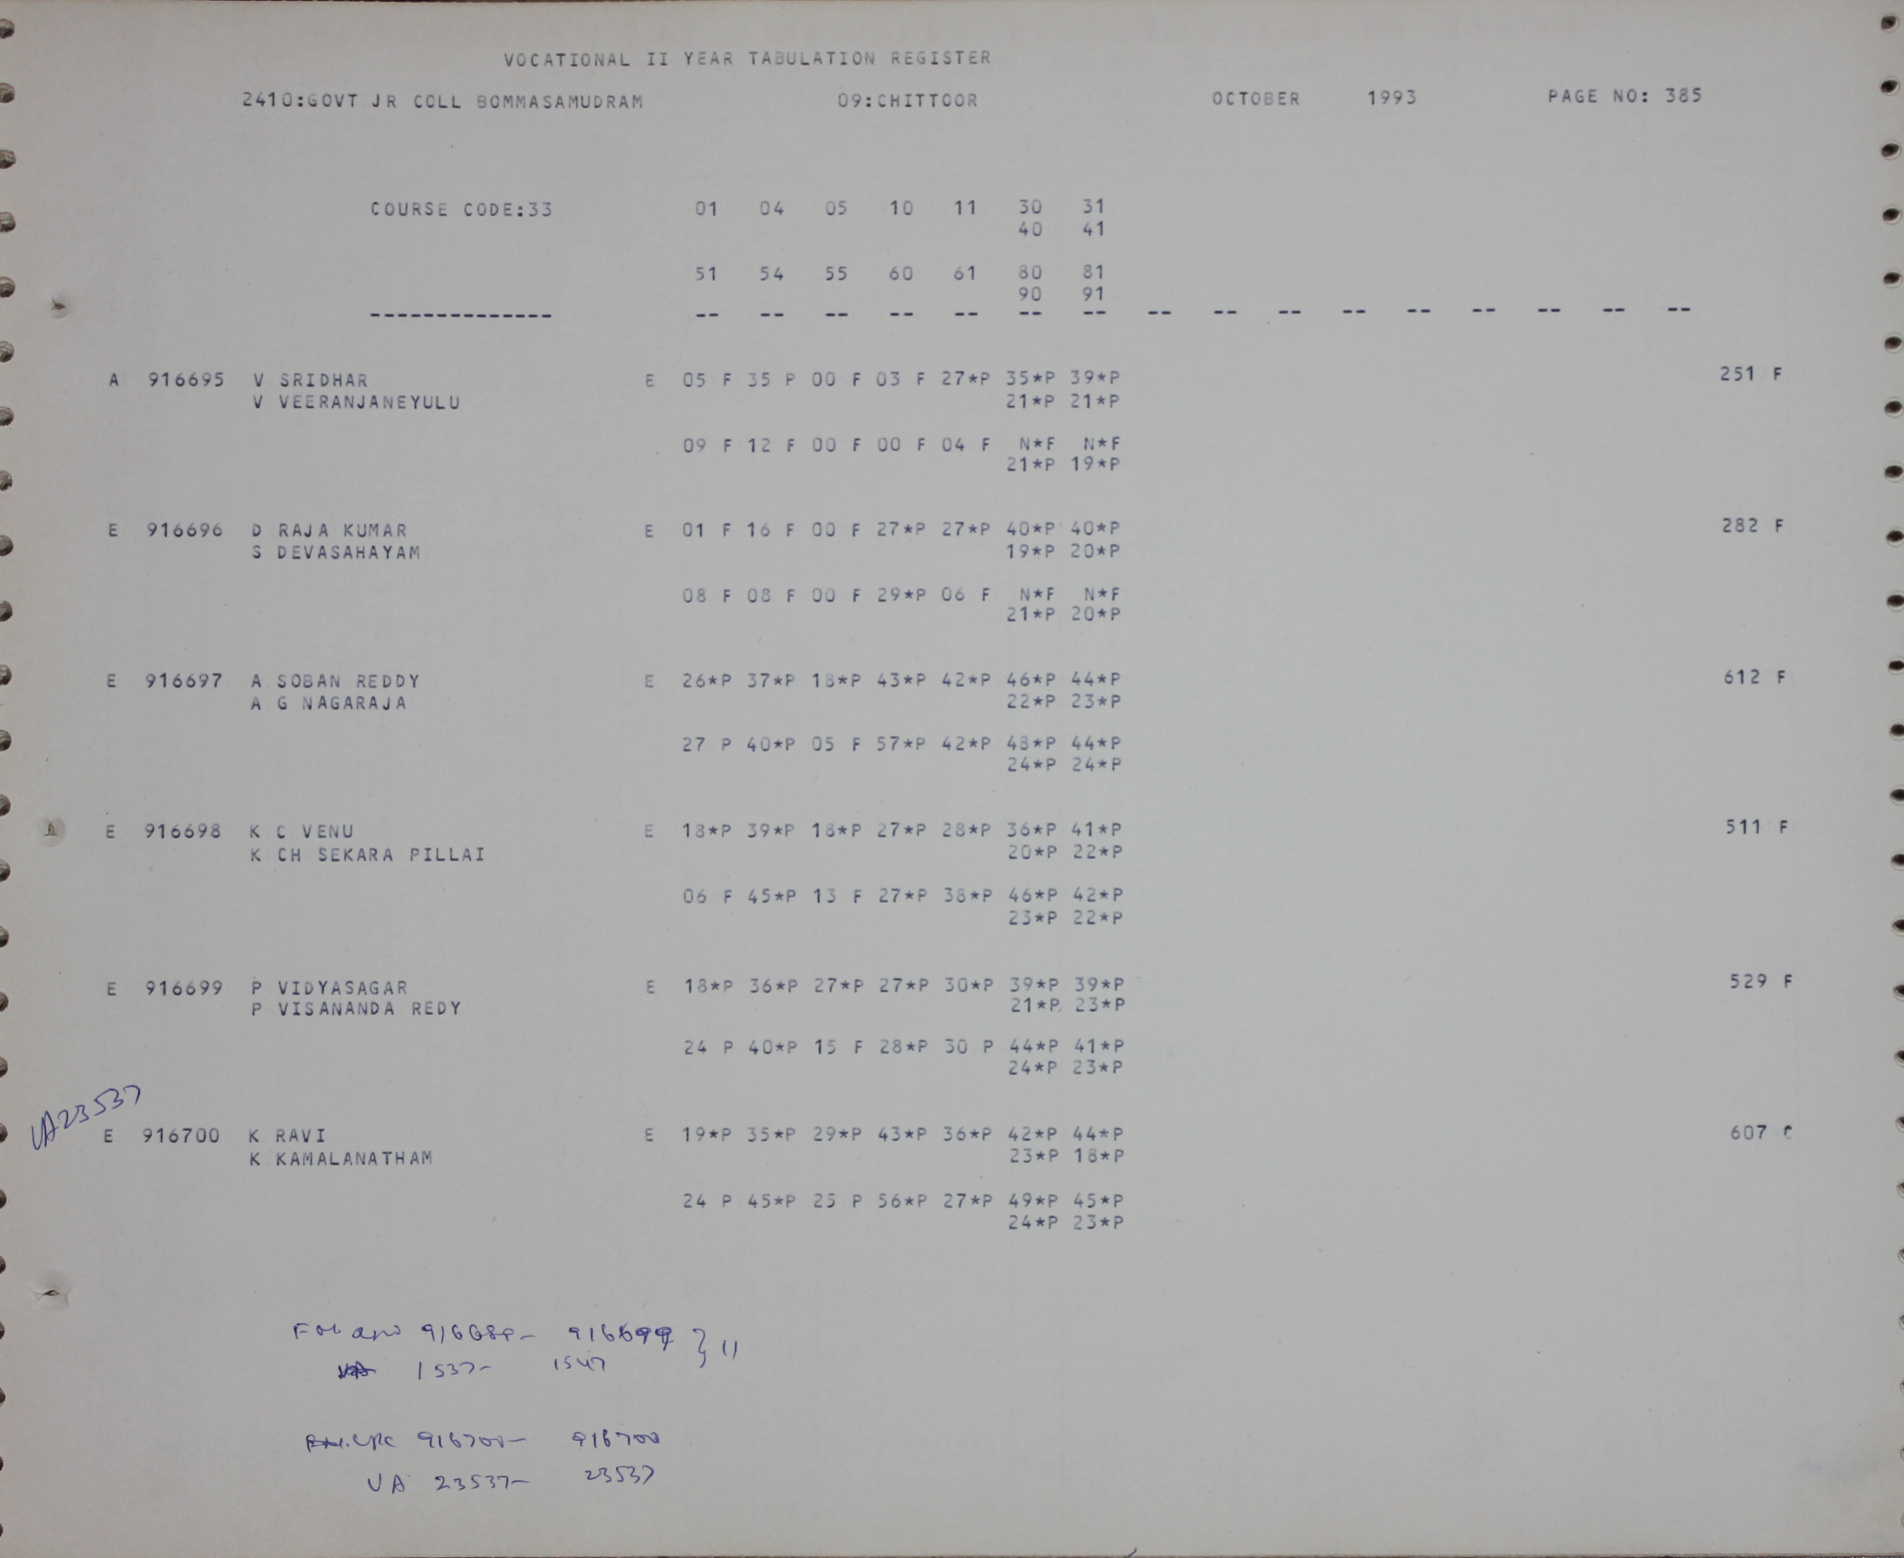 VOCATIONAL II YEAR TABULATION REGISTER
2410:GOVT JR COLL BOMMASAMUDRAM 09:CHITTOOR OCTOBER 1993 PAGE NO: 385
COURSE CODE:33 01 04 05 10 11 30 31
40 41
51 54 55 60 61 80 81
90 91
-------------- -- -- -- -- -- -- -- -- -- -- -- -- -- -- -- --
A 916695 V SRIDHAR E 05 F 35 P 00 F 03 F 27*P 35*P 39*P 251 F
V VEERANJANEYULU 21*P 21*P
09 F 12 F 00 F 00 F 04 F N*F N*F
21*P 19*P
E 916696 D RAJA KUMAR E 01 F 16 F 00 F 27*P 27*P 40*P 40*P 282 F
S DEVASAHAYAM 19*P 20*P
08 F 08 F 00 F 29*P 06 F N*F N*F
21*P 20*P
E 916697 A SOBAN REDDY E 26*P 37*P 18*P 43*P 42*P 46*P 44*P 612 F
A G NAGARAJA 22*P 23*P
27 P 40*P 05 F 57*P 42*P 48*P 44*P
24*P 24*P
E 916698 K C VENU E 18*P 39*P 18*P 27*P 28*P 36*P 41*P 511 F
K CH SEKARA PILLAI 20*P 22*P
06 F 45*P 13 F 27*P 38*P 46*P 42*P
23*P 22*P
E 916699 P VIDYASAGAR E 18*P 36*P 27*P 27*P 30*P 39*P 39*P 529 F
P VISANANDA REDY 21*P 23*P
24 P 40*P 15 F 28*P 30 P 44*P 41*P
24*P 23*P
VA23537
E 916700 K RAVI E 19*P 35*P 29*P 43*P 36*P 42*P 44*P 607 C
K KAMALANATHAM 23*P 18*P
24 P 45*P 25 P 56*P 27*P 49*P 45*P
24*P 23*P
916689- 916699 } 11
1537- 1547
916700- 916700
VA 23537- 23537